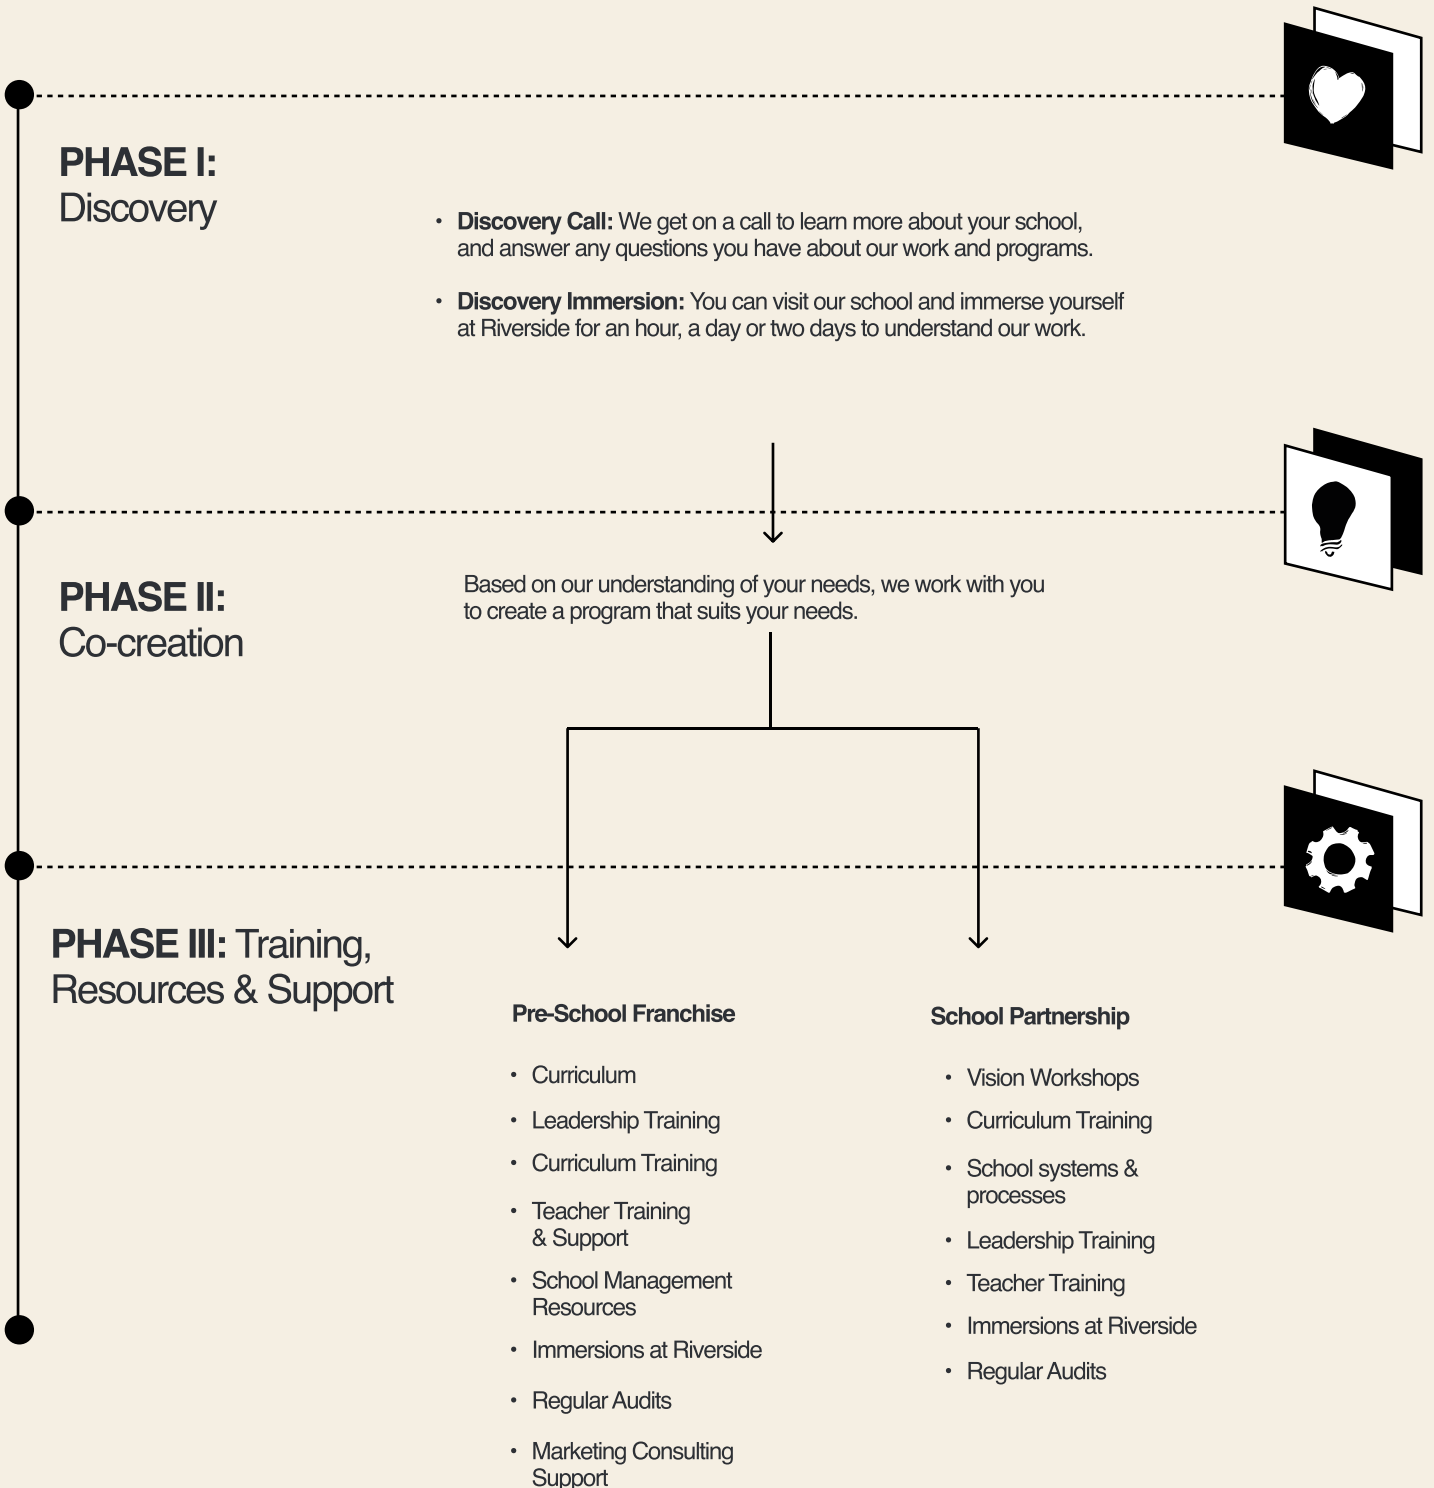 PHASE I:
Discovery
• Discovery Call: We get on a call to learn more about your school,
and answer any questions you have about our work and programs.
• Discovery Immersion: You can visit our school and immerse yourself
at Riverside for an hour, a day or two days to understand our work.
PHASE II:
Co-creation
Based on our understanding of your needs, we work with you
to create a program that suits your needs.
PHASE III: Training,
Resources & Support
Pre-School Franchise
• Curriculum
• Leadership Training
• Curriculum Training
• Teacher Training
& Support
• School Management
Resources
• Immersions at Riverside
• Regular Audits
• Marketing Consulting
Support
School Partnership
• Vision Workshops
• Curriculum Training
• School systems &
processes
• Leadership Training
• Teacher Training
• Immersions at Riverside
• Regular Audits